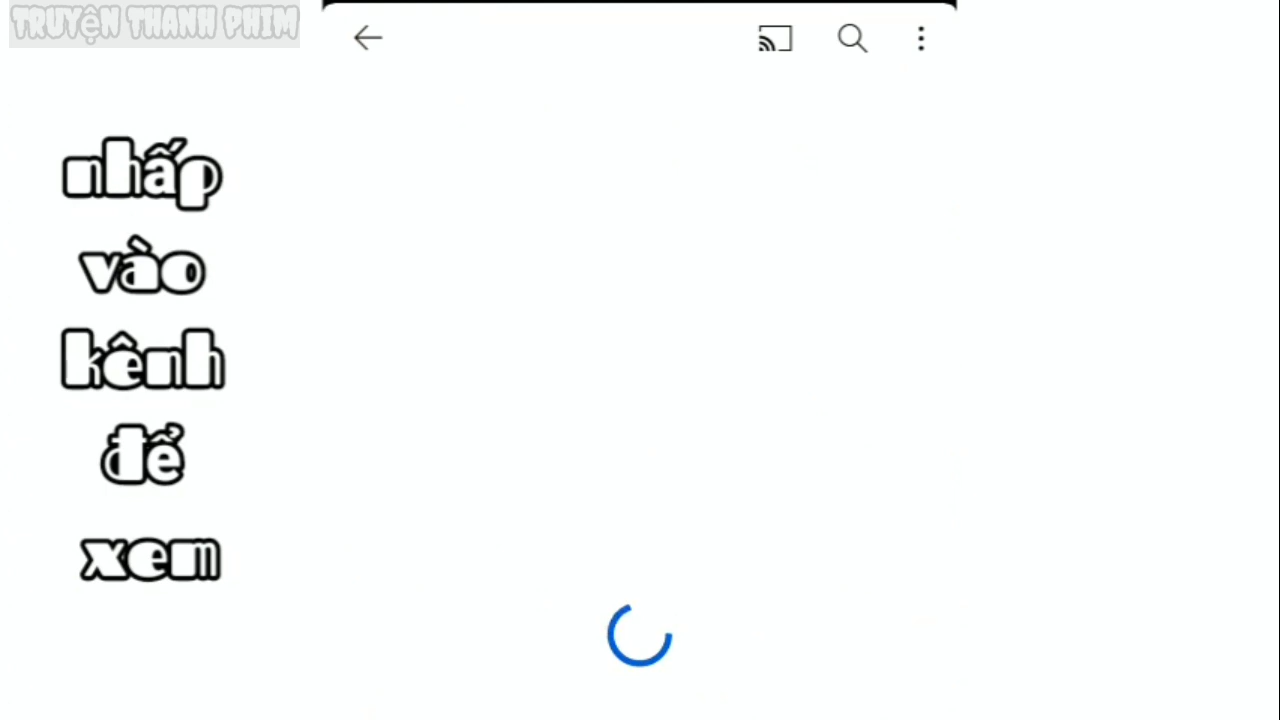 TRUYỆN THANH PHIM
nhấp
vào
kênh
để
xem